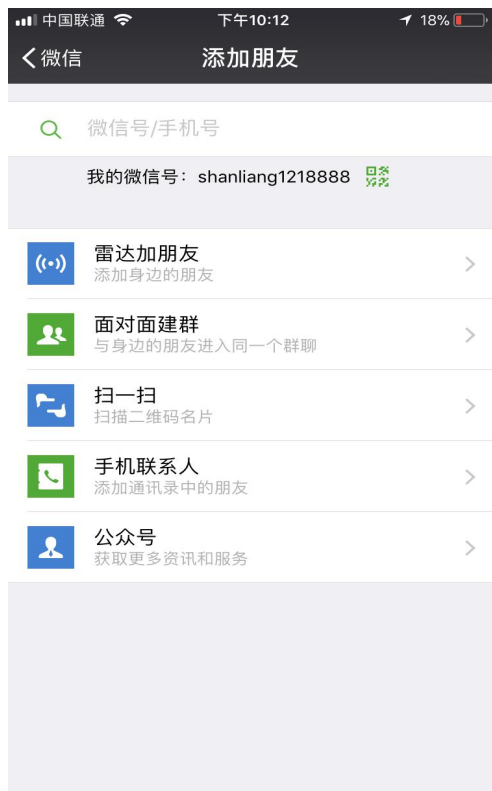 中国联通 下午10:12 18%
微信 添加朋友
微信号/手机号
我的微信号：shanliang1218888
雷达加朋友
添加身边的朋友
面对面建群
与身边的朋友进入同一个群聊
扫一扫
扫描二维码名片
手机联系人
添加通讯录中的朋友
公众号
获取更多资讯和服务